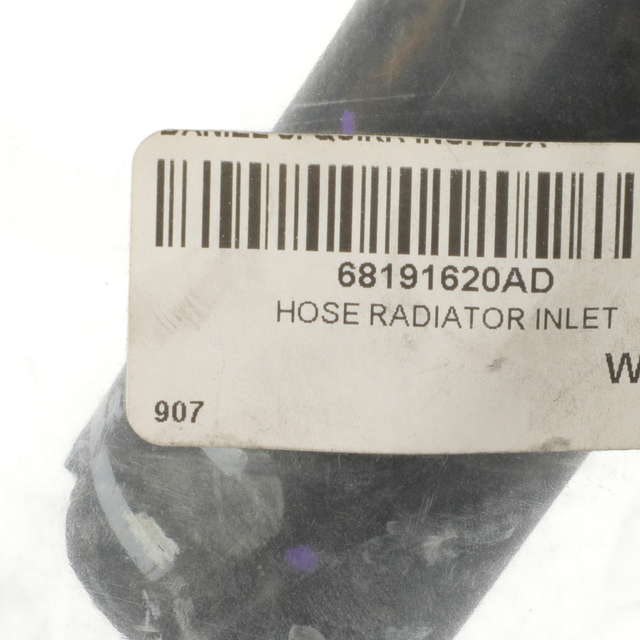 68191620AD
HOSE RADIATOR INLET
W
907